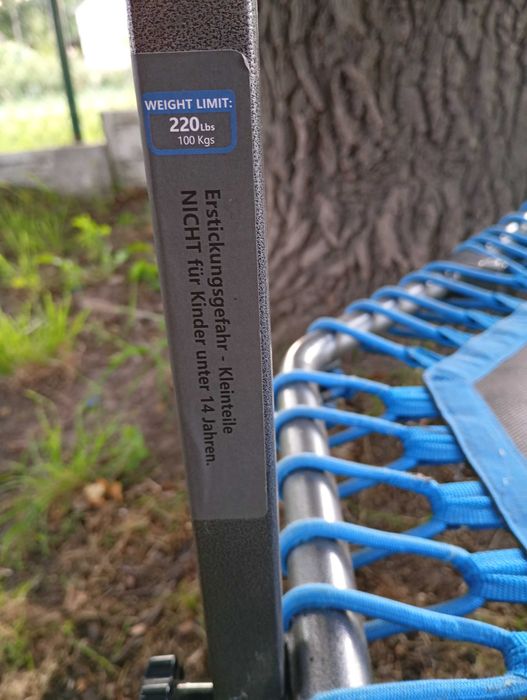 WEIGHT LIMIT:
220Lbs
100 Kgs
Erstickungsgefahr - Kleinteile
NICHT für Kinder unter 14 Jahren.